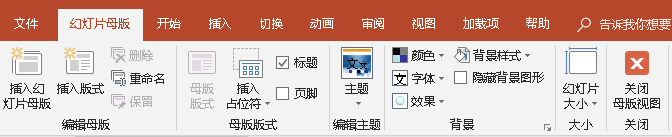 文件 幻灯片母版 开始 插入 切换 动画 审阅 视图 加载项 帮助 告诉我你想要
插入幻灯片母版 插入版式 删除 重命名 保留
母版版式 插入占位符 标题 页脚
主题
颜色 背景样式 字体 隐藏背景图形 效果
幻灯片大小
关闭母版视图
编辑母版 母版版式 编辑主题 背景 大小 关闭